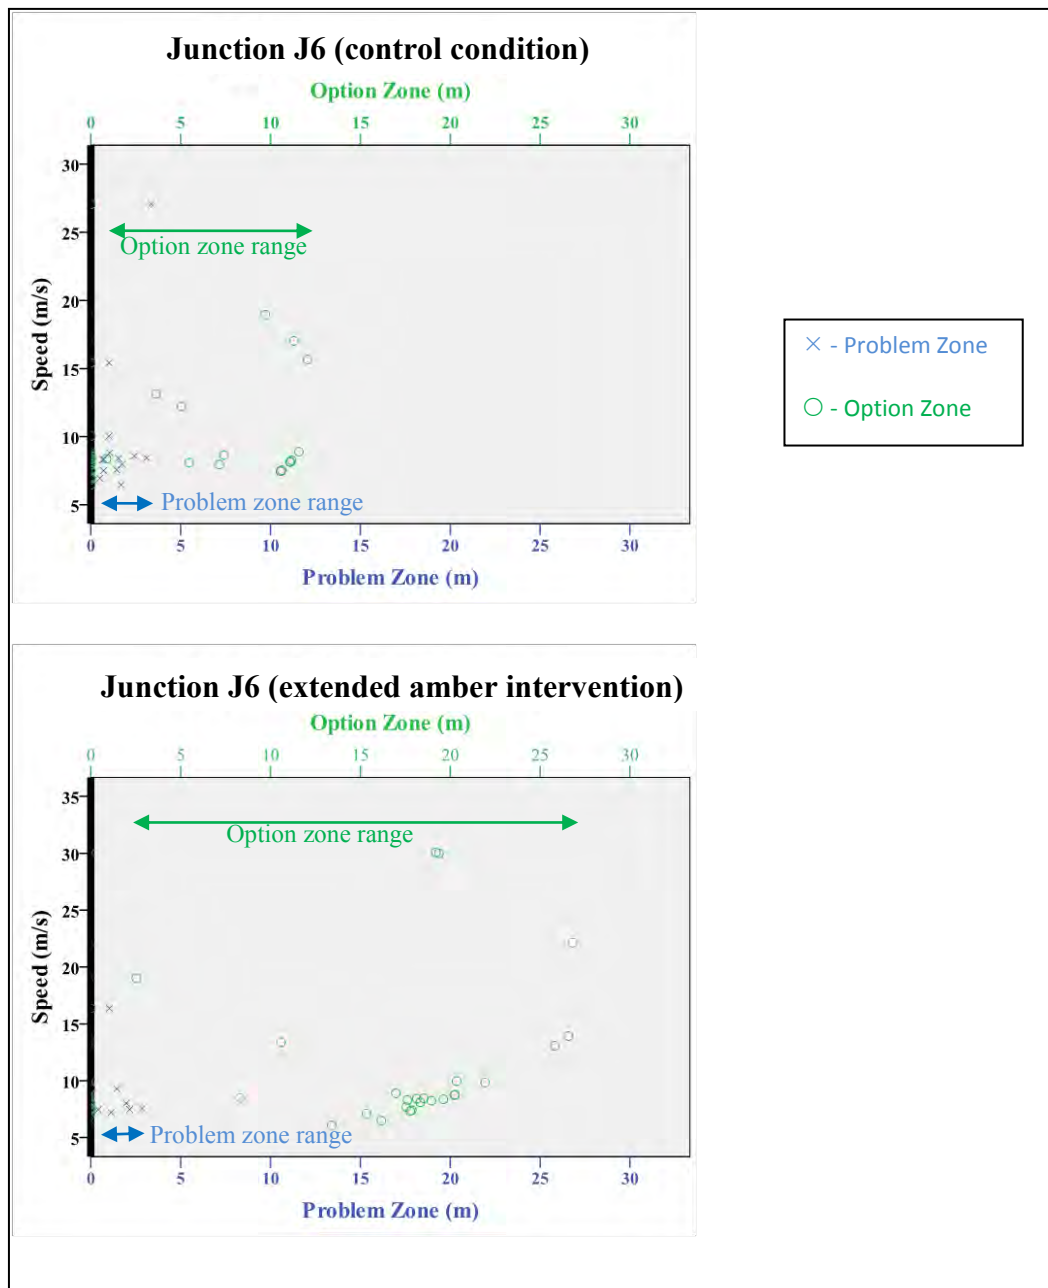 Junction J6 (control condition)
Option Zone (m)
0 5 10 15 20 25 30
30
25
Option zone range
20
Speed (m/s)
15
10
5
Problem zone range
0 5 10 15 20 25 30
Problem Zone (m)
× - Problem Zone
○ - Option Zone
Junction J6 (extended amber intervention)
Option Zone (m)
0 5 10 15 20 25 30
35
Option zone range
30
25
Speed (m/s)
20
15
10
5
Problem zone range
0 5 10 15 20 25 30
Problem Zone (m)